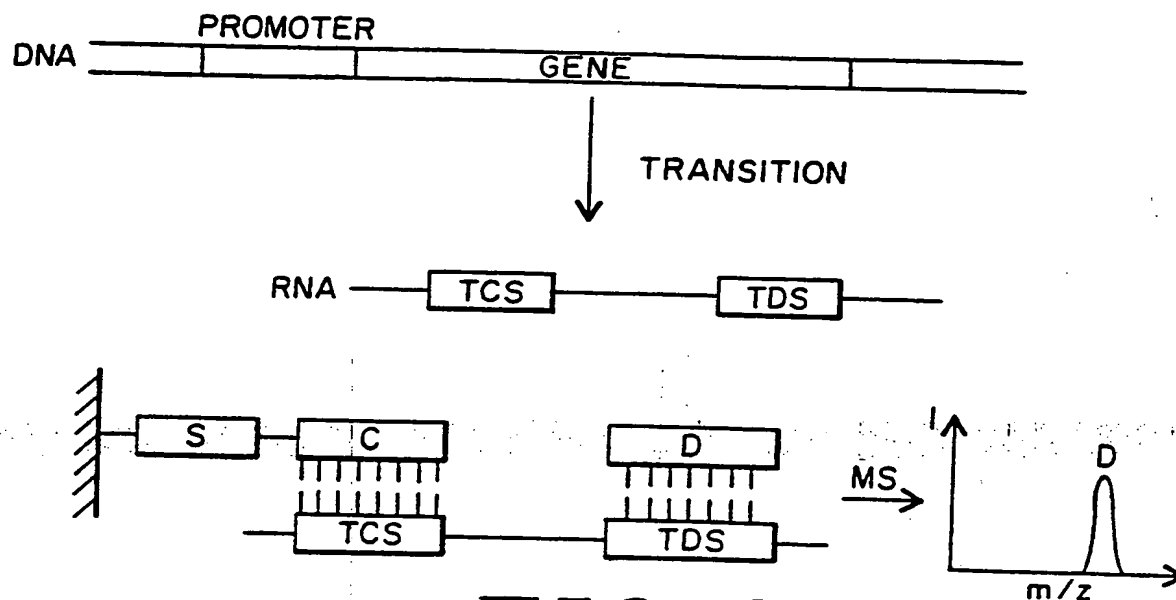 PROMOTER
DNA
GENE
TRANSITION
RNA
TCS
TDS
S
C
D
TCS
TDS
MS
I
D
m/z